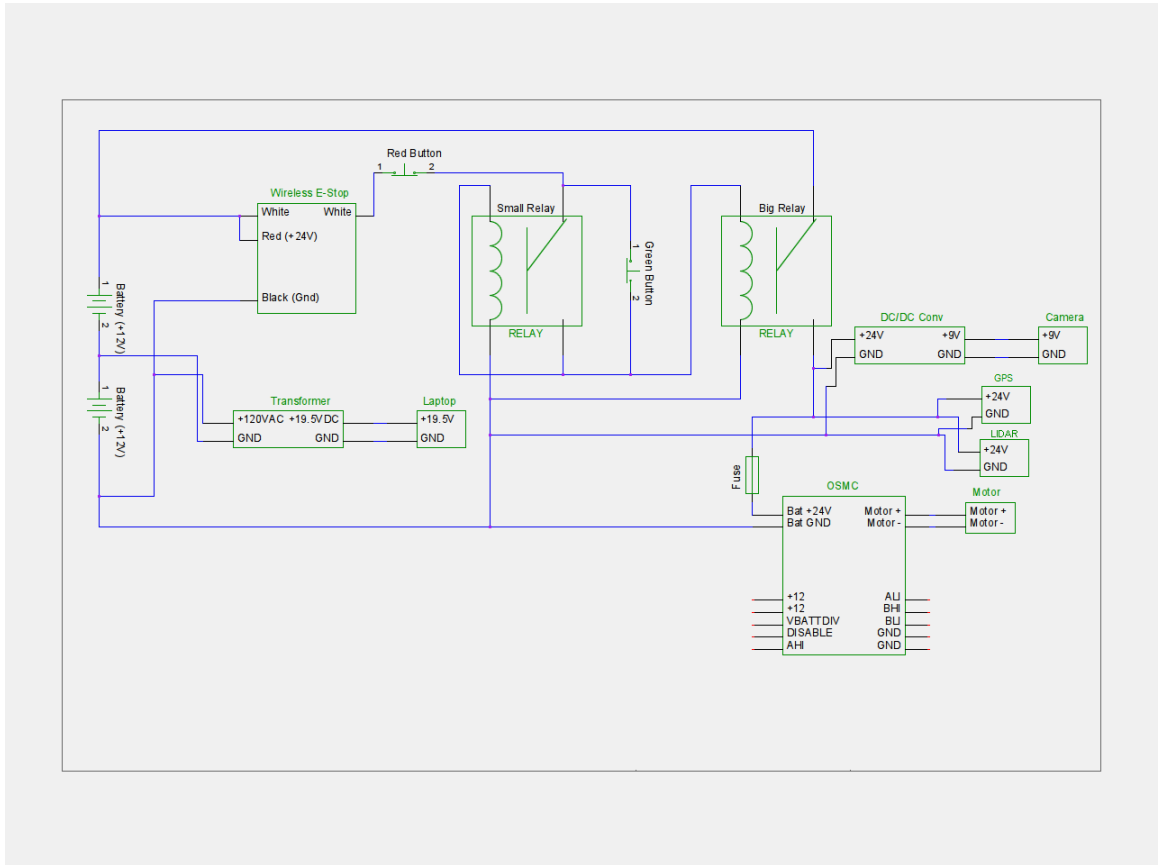 Red Button
1 2
Wireless E-Stop
White White
Red (+24V)
Black (Gnd)
Small Relay
RELAY
1
Green Button
2
Big Relay
RELAY
1
Battery (+12V)
2
1
Battery (+12V)
2
DC/DC Conv
+24V +9V
GND GND
Camera
+9V
GND
GPS
+24V
GND
LIDAR
+24V
GND
Transformer
+120VAC +19.5VDC
GND GND
Laptop
+19.5V
GND
Fuse
OSMC
Bat +24V Motor +
Bat GND Motor -
+12 ALI
+12 BHI
VBATTDIV BLI
DISABLE GND
AHI GND
Motor
Motor +
Motor -